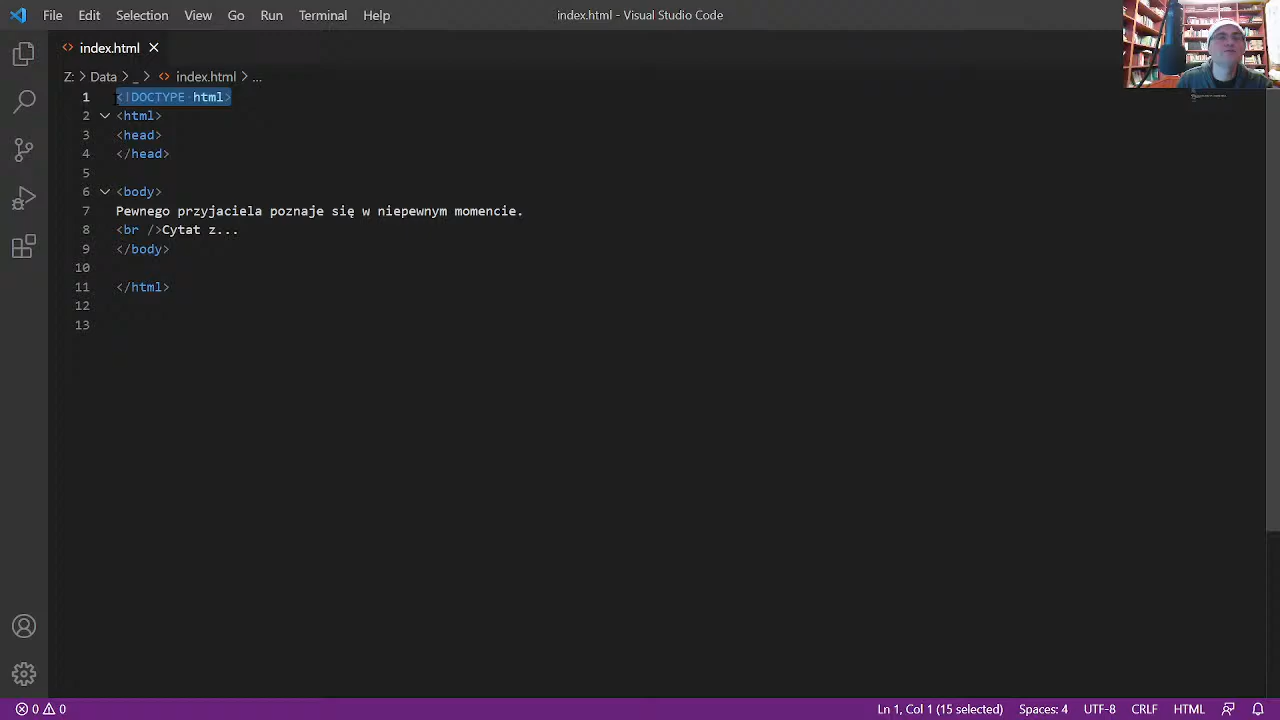 File Edit Selection View Go Run Terminal Help index.html - Visual Studio Code
index.html
Z: > Data > _ > index.html > ...
1 <!DOCTYPE html>
2 <html>
3 <head>
4 </head>
5
6 <body>
7 Pewnego przyjaciela poznaje się w niepewnym momencie.
8 <br />Cytat z...
9 </body>
10
11 </html>
12
13
0 0 Ln 1, Col 1 (15 selected) Spaces: 4 UTF-8 CRLF HTML